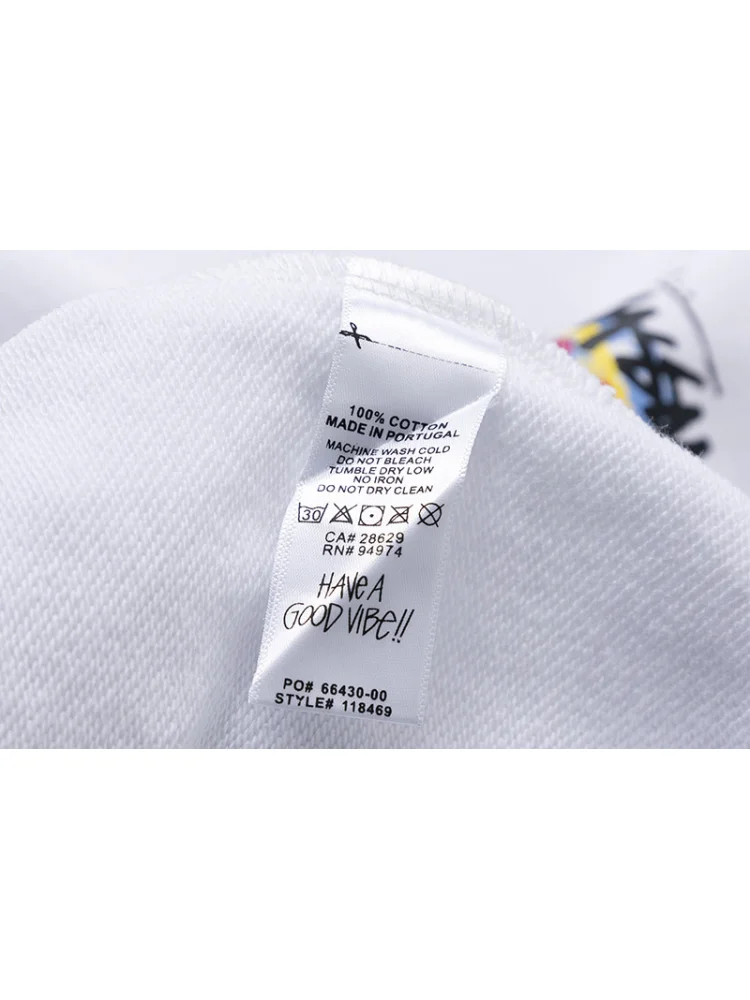 100% COTTON
MADE IN PORTUGAL
MACHINE WASH COLD
DO NOT BLEACH
TUMBLE DRY LOW
NO IRON
DO NOT DRY CLEAN
30
CA# 28629
RN# 94974
HAVE A
GOOD VIBE!!
PO# 66430-00
STYLE# 118469